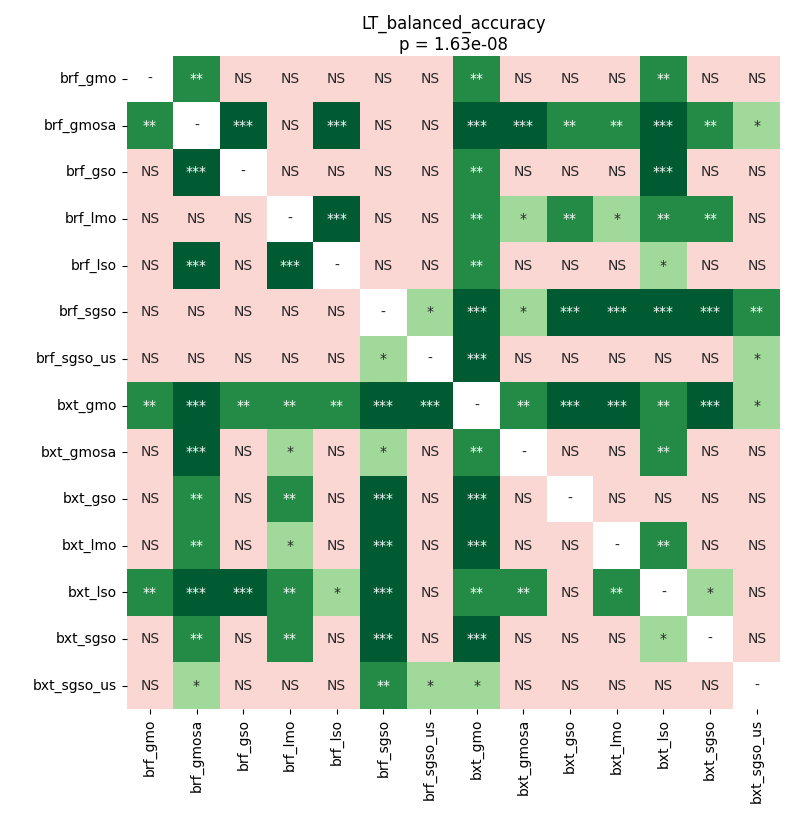 LT_balanced_accuracy
p = 1.63e-08
brf_gmo - ** NS NS NS NS NS ** NS NS NS ** NS NS
brf_gmosa ** - *** NS *** NS NS *** *** ** ** *** ** *
brf_gso NS *** - NS NS NS NS ** NS NS NS *** NS NS
brf_lmo NS NS NS - *** NS NS ** * ** * ** ** NS
brf_lso NS *** NS *** - NS NS ** NS NS NS * NS NS
brf_sgso NS NS NS NS NS - * *** * *** *** *** *** **
brf_sgso_us NS NS NS NS NS * - *** NS NS NS NS NS *
bxt_gmo ** *** ** ** ** *** *** - ** *** *** ** *** *
bxt_gmosa NS *** NS * NS * NS ** - NS NS ** NS NS
bxt_gso NS ** NS ** NS *** NS *** NS - NS NS NS NS
bxt_lmo NS ** NS * NS *** NS *** NS NS - ** NS NS
bxt_lso ** *** *** ** * *** NS ** ** NS ** - * NS
bxt_sgso NS ** NS ** NS *** NS *** NS NS NS * - NS
bxt_sgso_us NS * NS NS NS ** * * NS NS NS NS NS -
brf_gmo brf_gmosa brf_gso brf_lmo brf_lso brf_sgso brf_sgso_us bxt_gmo bxt_gmosa bxt_gso bxt_lmo bxt_lso bxt_sgso bxt_sgso_us